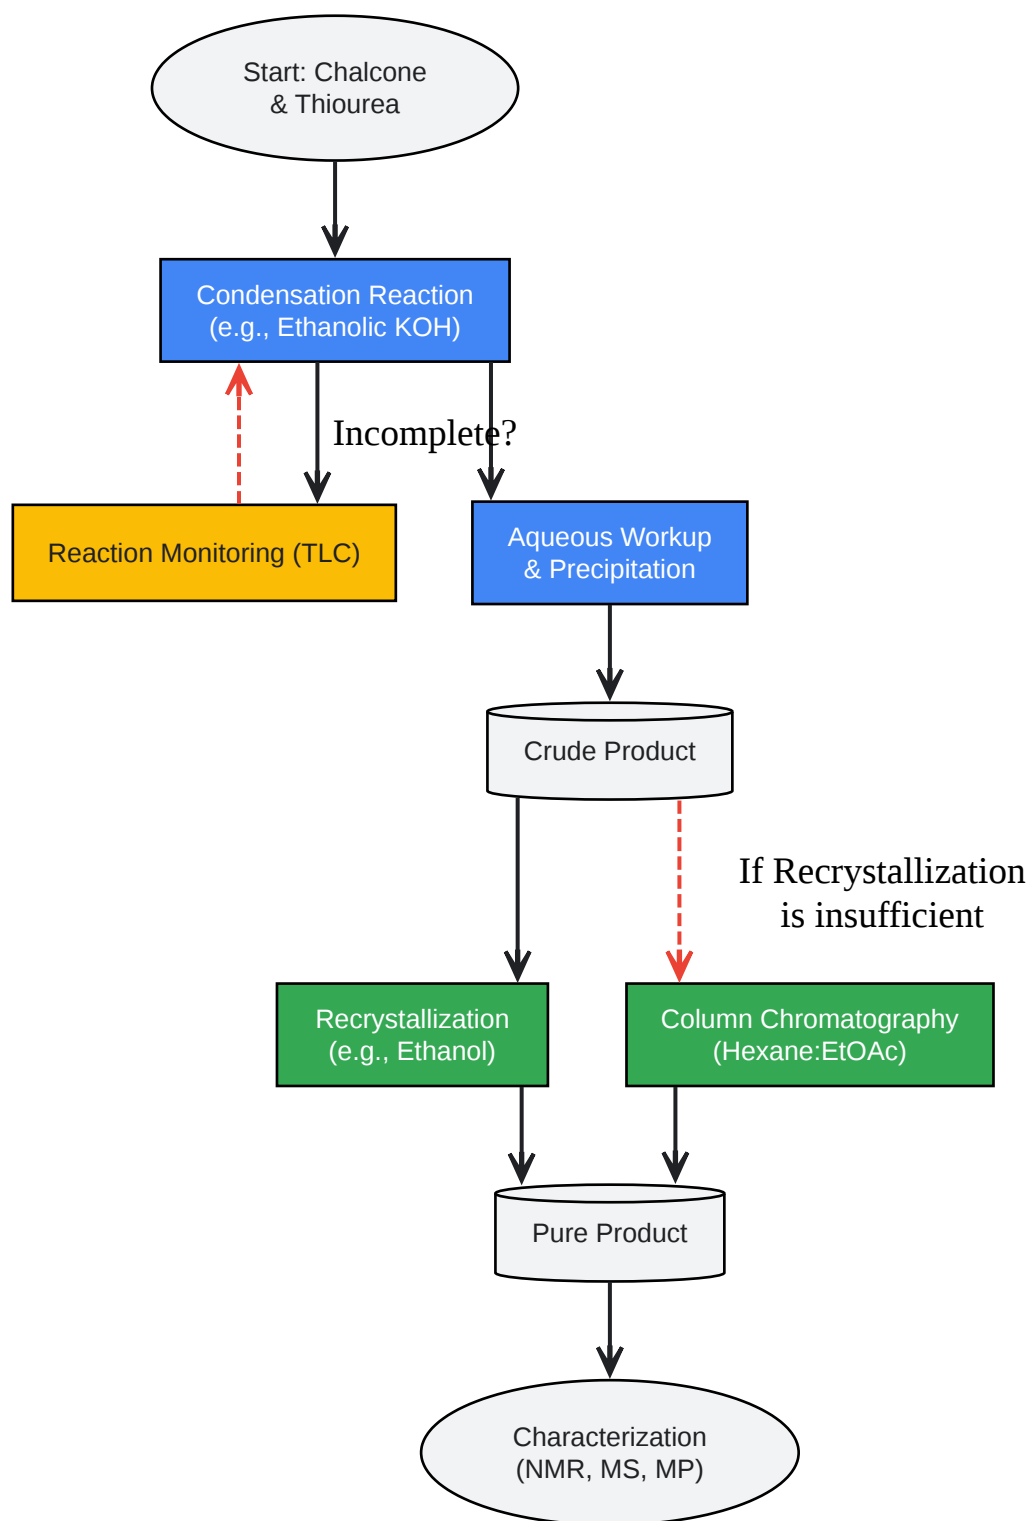 Start: Chalcone
& Thiourea
Condensation Reaction
(e.g., Ethanolic KOH)
Incomplete?
Reaction Monitoring (TLC)
Aqueous Workup
& Precipitation
Crude Product
If Recrystallization
is insufficient
Recrystallization
(e.g., Ethanol)
Column Chromatography
(Hexane:EtOAc)
Pure Product
Characterization
(NMR, MS, MP)